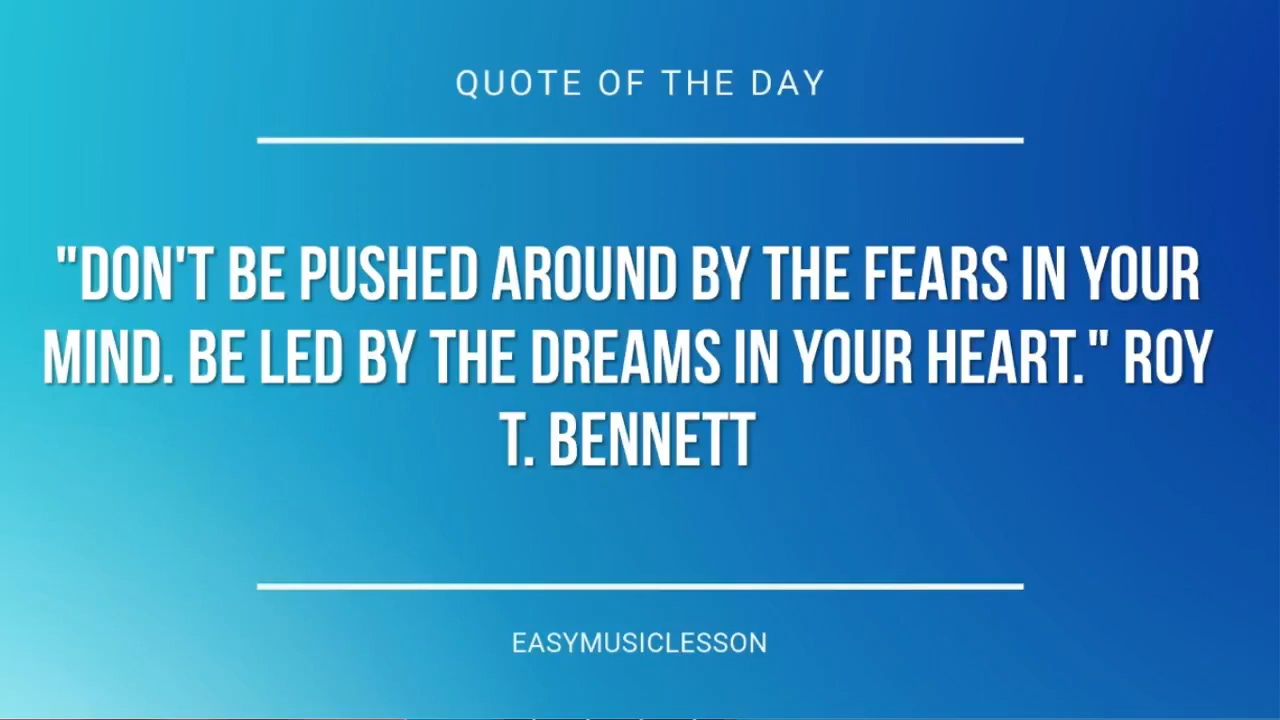 QUOTE OF THE DAY
"DON'T BE PUSHED AROUND BY THE FEARS IN YOUR
MIND. BE LED BY THE DREAMS IN YOUR HEART." ROY
T. BENNETT
EASYMUSICLESSON